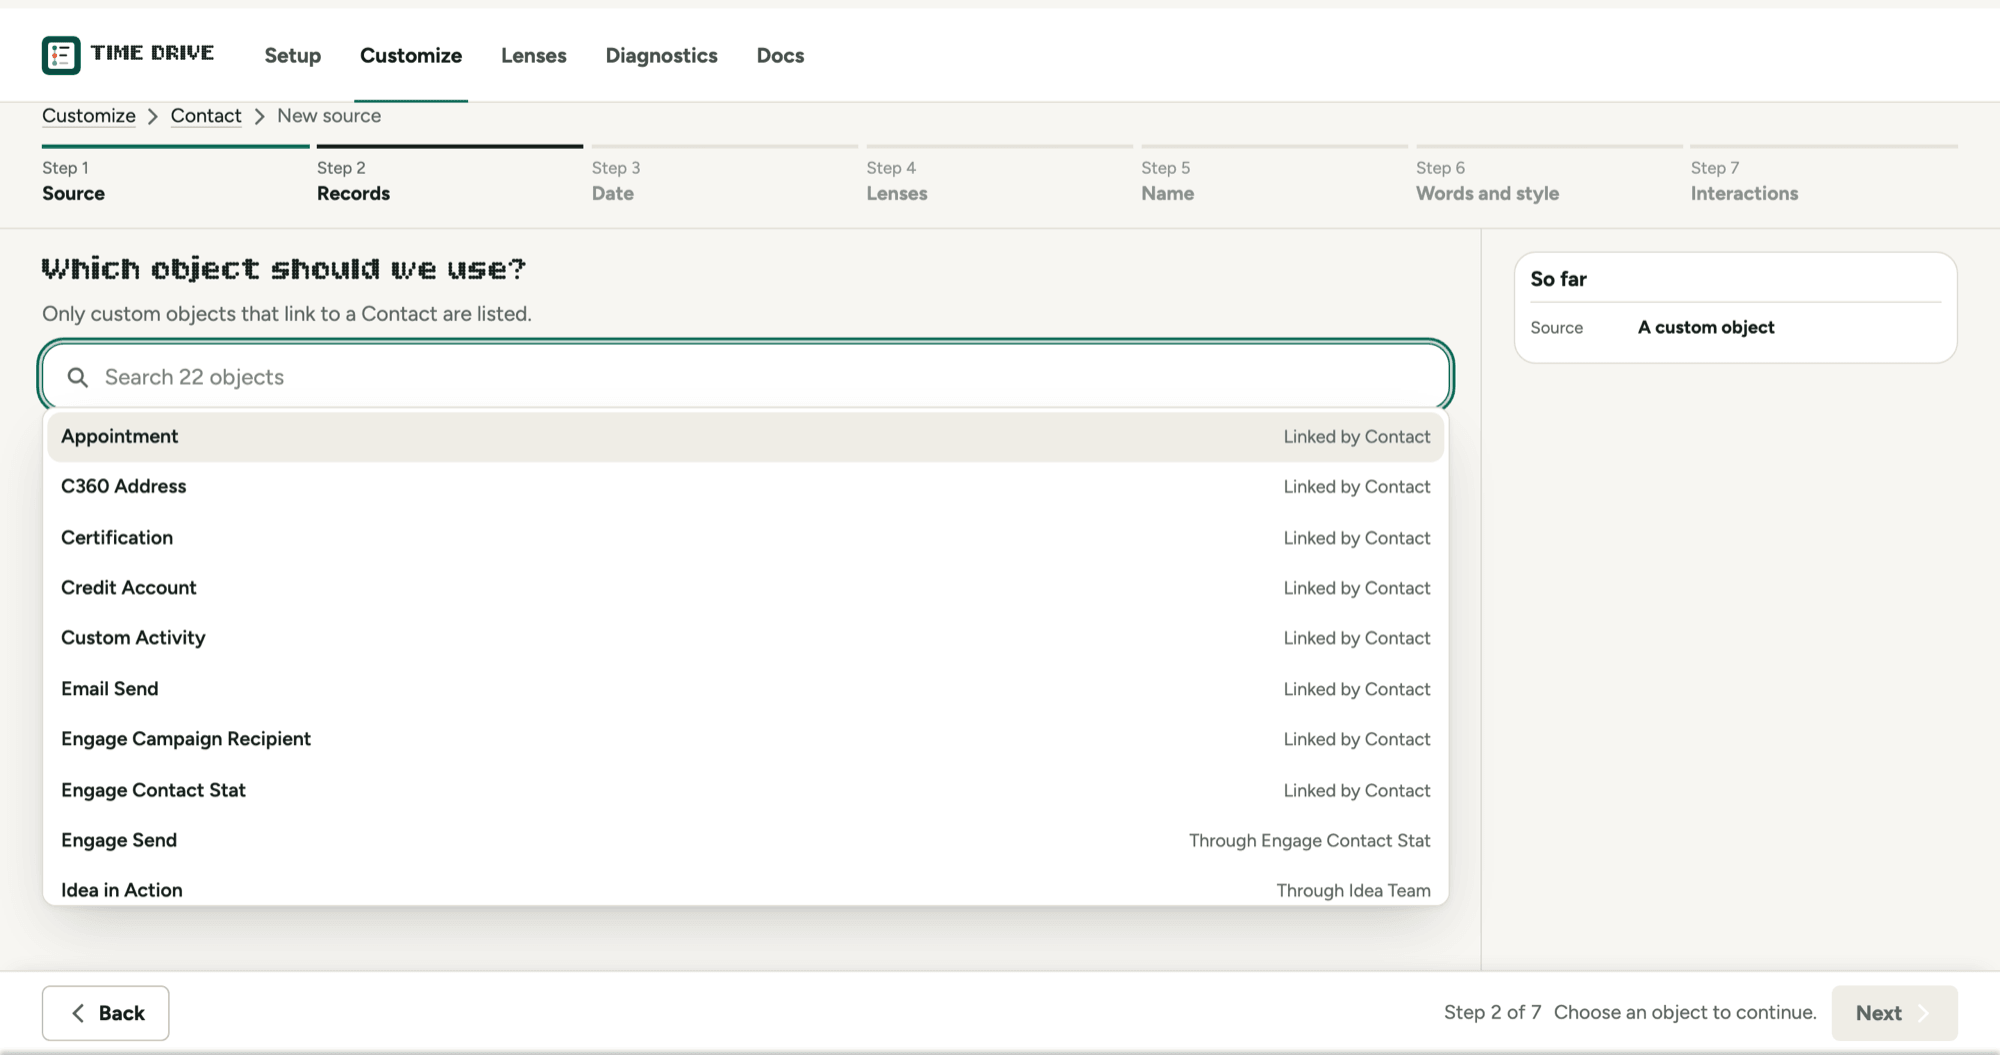 TIME DRIVE Setup Customize Lenses Diagnostics Docs
Customize > Contact > New source
Step 1 Step 2 Step 3 Step 4 Step 5 Step 6 Step 7
Source Records Date Lenses Name Words and style Interactions
Which object should we use?
Only custom objects that link to a Contact are listed.
Search 22 objects
Appointment Linked by Contact
C360 Address Linked by Contact
Certification Linked by Contact
Credit Account Linked by Contact
Custom Activity Linked by Contact
Email Send Linked by Contact
Engage Campaign Recipient Linked by Contact
Engage Contact Stat Linked by Contact
Engage Send Through Engage Contact Stat
Idea in Action Through Idea Team
So far
Source A custom object
Back Step 2 of 7 Choose an object to continue. Next